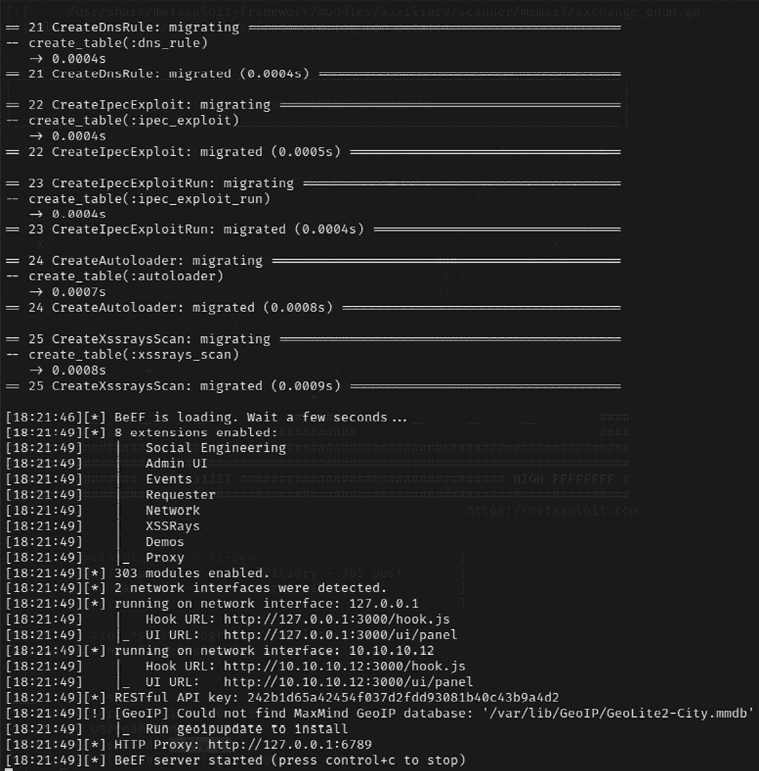 [!]     /usr/share/metasploit-framework/modules/auxiliary/scanner/msmail/exchange_enum.go
== 21 CreateDnsRule: migrating ================================================
-- create_table(:dns_rule)
   -> 0.0004s
== 21 CreateDnsRule: migrated (0.0004s) =======================================
== 22 CreateIpecExploit: migrating ============================================
-- create_table(:ipec_exploit)
   -> 0.0004s
== 22 CreateIpecExploit: migrated (0.0005s) ===================================
== 23 CreateIpecExploitRun: migrating =========================================
-- create_table(:ipec_exploit_run)
   -> 0.0004s
== 23 CreateIpecExploitRun: migrated (0.0004s) ================================
== 24 CreateAutoloader: migrating =============================================
-- create_table(:autoloader)
   -> 0.0007s
== 24 CreateAutoloader: migrated (0.0008s) ====================================
== 25 CreateXssraysScan: migrating ============================================
-- create_table(:xssrays_scan)
   -> 0.0008s
== 25 CreateXssraysScan: migrated (0.0009s) ===================================
[18:21:46][*] BeEF is loading. Wait a few seconds...
[18:21:49][*] 8 extensions enabled:
[18:21:49]    |   Social Engineering
[18:21:49]    |   Admin UI
[18:21:49]    |   Events
[18:21:49]    |   Requester
[18:21:49]    |   Network
https://metasploit.com
[18:21:49]    |   XSSRays
[18:21:49]    |   Demos
[18:21:49]    |_  Proxy
[18:21:49][*] 303 modules enabled.
[18:21:49][*] 2 network interfaces were detected.
[18:21:49][*] running on network interface: 127.0.0.1
[18:21:49]    |   Hook URL: http://127.0.0.1:3000/hook.js
[18:21:49]    |_  UI URL:   http://127.0.0.1:3000/ui/panel
[18:21:49][*] running on network interface: 10.10.10.12
[18:21:49]    |   Hook URL: http://10.10.10.12:3000/hook.js
[18:21:49]    |_  UI URL:   http://10.10.10.12:3000/ui/panel
[18:21:49][*] RESTful API key: 242b1d65a42454f037d2fdd93081b40c43b9a4d2
[18:21:49][!] [GeoIP] Could not find MaxMind GeoIP database: '/var/lib/GeoIP/GeoLite2-City.mmdb'
[18:21:49]    |_  Run geoipupdate to install
[18:21:49][*] HTTP Proxy: http://127.0.0.1:6789
[18:21:49][*] BeEF server started (press control+c to stop)